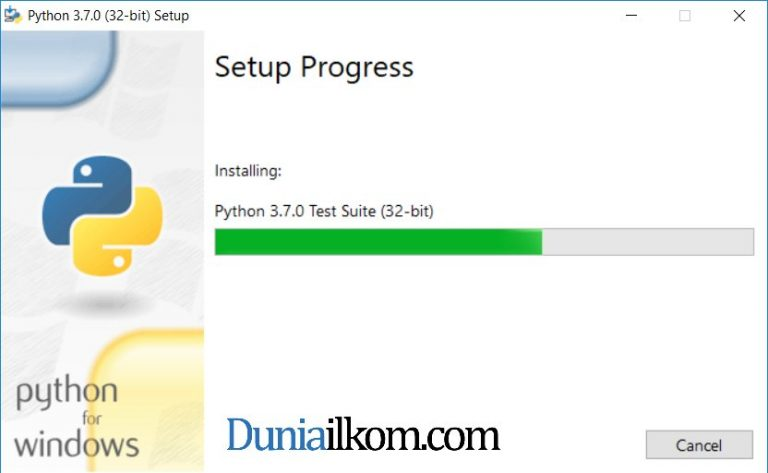 Python 3.7.0 (32-bit) Setup
Setup Progress
Installing:
Python 3.7.0 Test Suite (32-bit)
python
for
windows
Duniailkom.com
Cancel